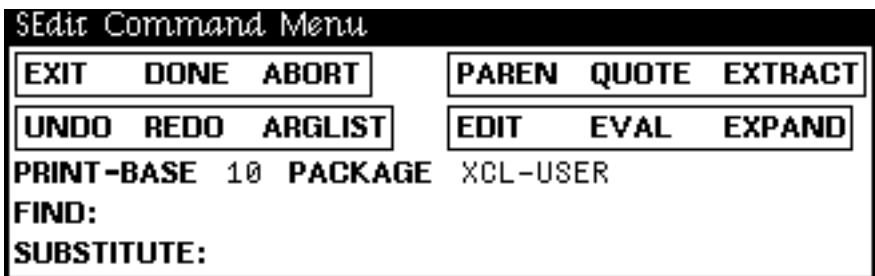 SEdit Command Menu
EXIT DONE ABORT PAREN QUOTE EXTRACT
UNDO REDO ARGLIST EDIT EVAL EXPAND
PRINT-BASE 10 PACKAGE XCL-USER
FIND:
SUBSTITUTE: